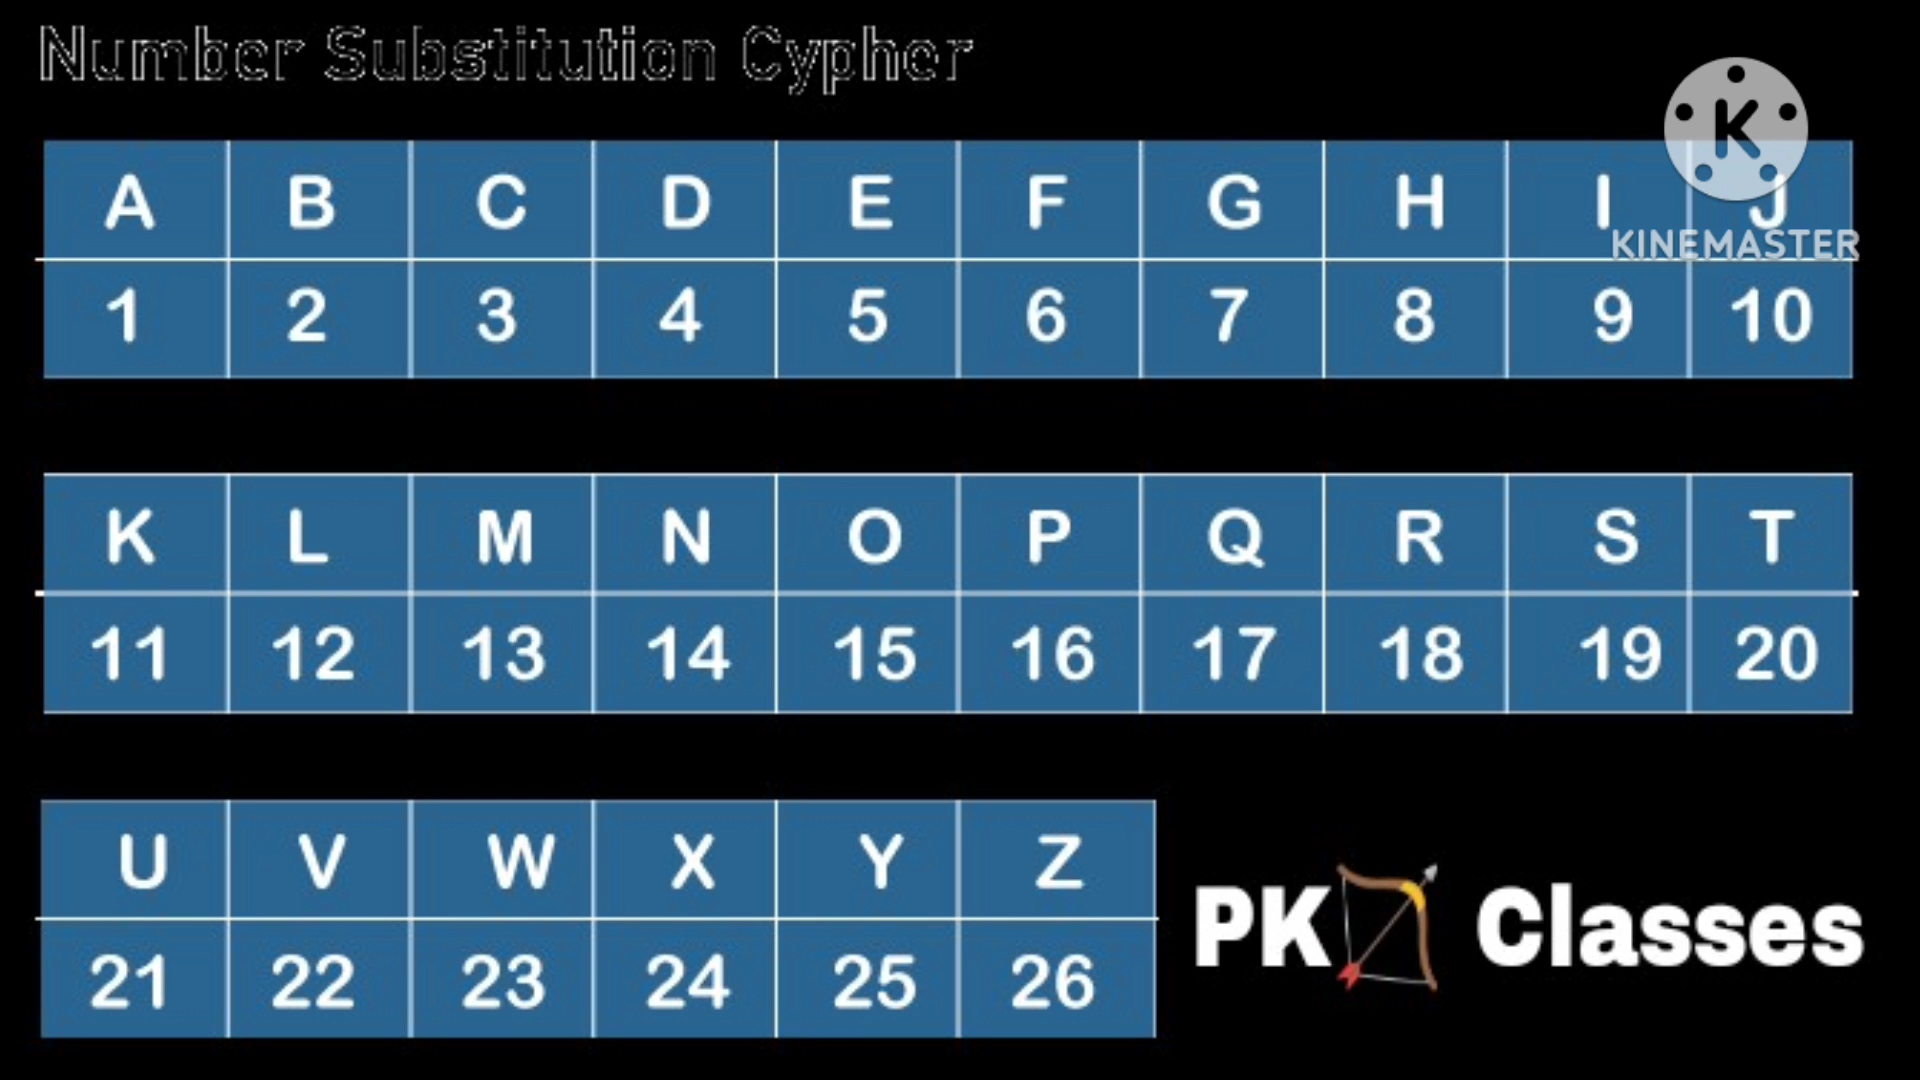 Number Substitution Cypher
A B C D E F G H I J
KINEMASTER
1 2 3 4 5 6 7 8 9 10
K L M N O P Q R S T
11 12 13 14 15 16 17 18 19 20
U V W X Y Z
21 22 23 24 25 26
PK Classes